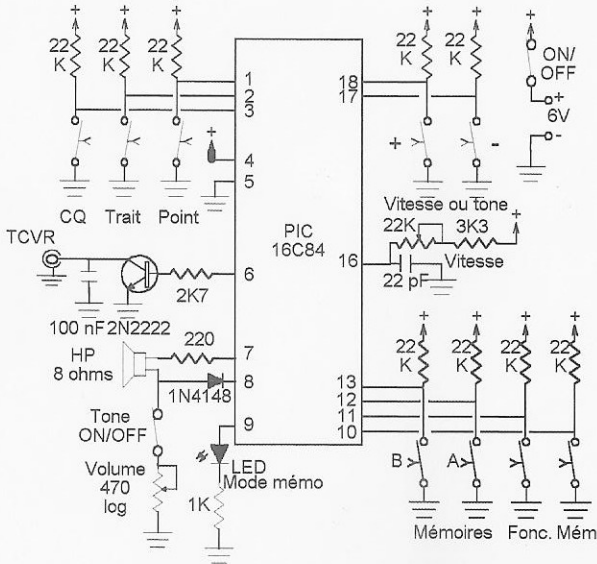 + + + + + +
22 K 22 K 22 K 22 K 22 K ON/ OFF
1 18
2 17
3
+ 6V -
+ -
+ 4
5
CQ Trait Point
PIC 16C84
Vitesse ou tone
22K 3K3 +
TCVR
16
Vitesse
22 pF
6
2K7
100 nF 2N2222
HP 8 ohms
220
7
+ + + +
22 K 22 K 22 K 22 K
8
1N4148
13
12
11
10
9
Tone ON/OFF
LED
Mode mémo
B A
Volume 470 log
1K
Mémoires Fonc. Mém